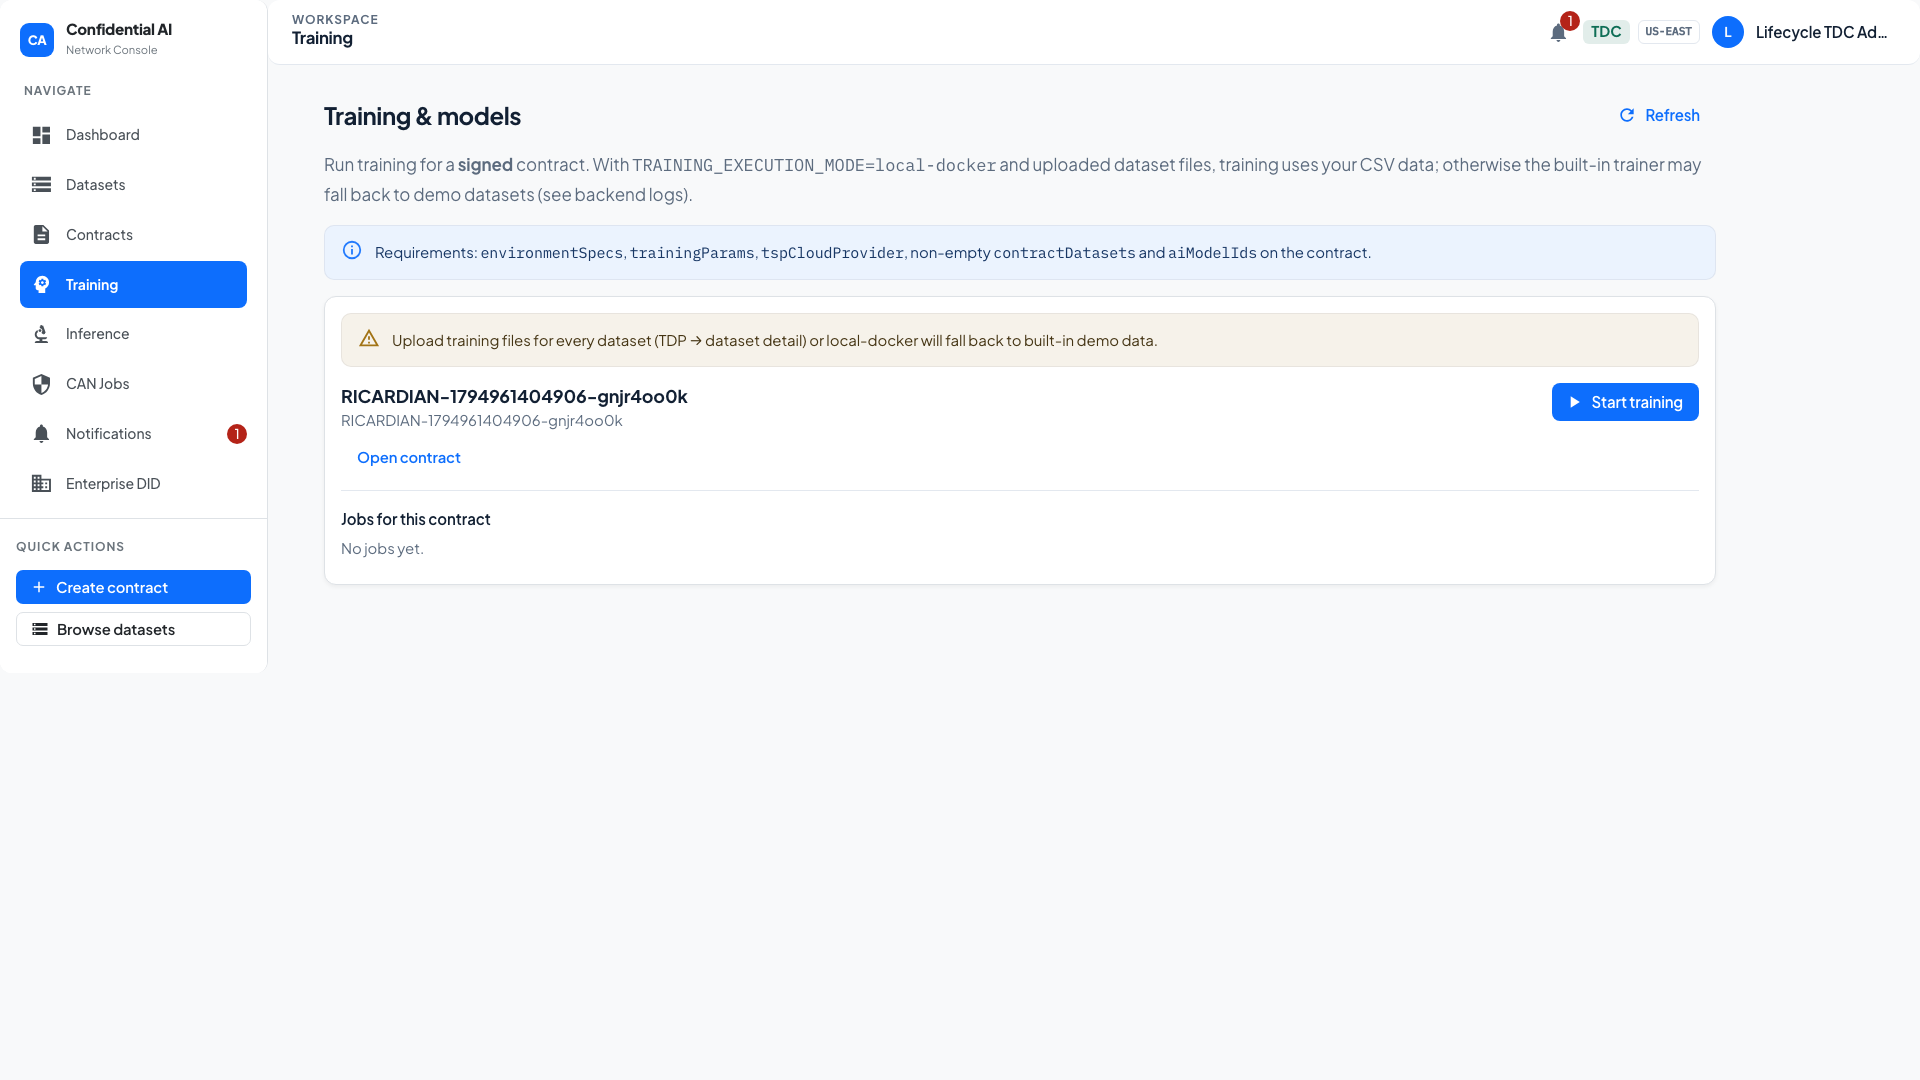 CA
Confidential AI
Network Console
NAVIGATE
Dashboard
Datasets
Contracts
Training
Inference
CAN Jobs
Notifications 1
Enterprise DID
QUICK ACTIONS
Create contract
Browse datasets
WORKSPACE
Training
1
TDC
US-EAST
L
Lifecycle TDC Ad...
Training & models
Refresh
Run training for a signed contract. With TRAINING_EXECUTION_MODE=local-docker and uploaded dataset files, training uses your CSV data; otherwise the built-in trainer may
fall back to demo datasets (see backend logs).
Requirements: environmentSpecs, trainingParams, tspCloudProvider, non-empty contractDatasets and aiModelIds on the contract.
Upload training files for every dataset (TDP → dataset detail) or local-docker will fall back to built-in demo data.
RICARDIAN-1794961404906-gnjr4oo0k
Start training
RICARDIAN-1794961404906-gnjr4oo0k
Open contract
Jobs for this contract
No jobs yet.